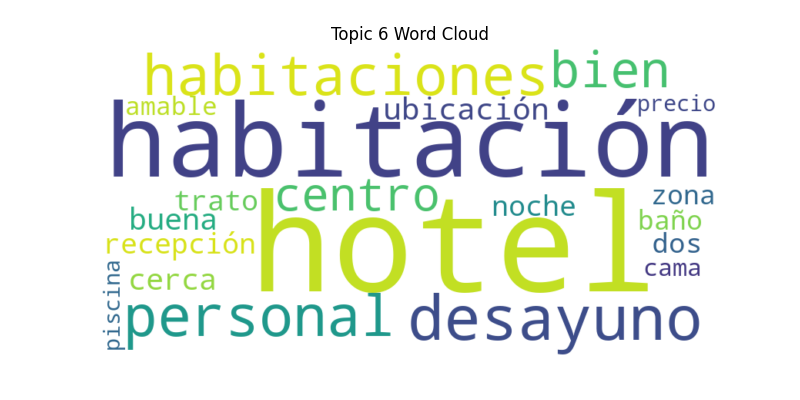 Topic 6 Word Cloud
habitaciones bien
amable ubicación precio
habitación
trato centro noche zona
buena hotel baño
recepción dos
cerca cama
piscina
personal desayuno